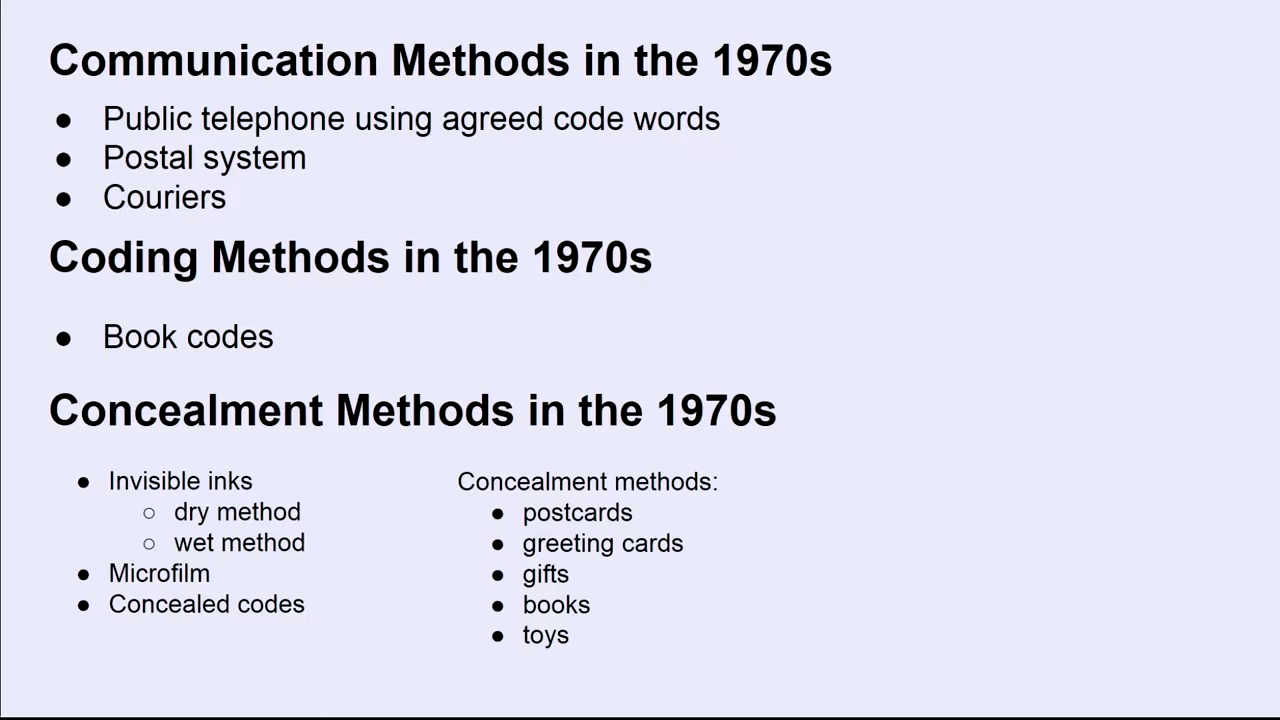 Communication Methods in the 1970s
● Public telephone using agreed code words
● Postal system
● Couriers
Coding Methods in the 1970s
● Book codes
Concealment Methods in the 1970s
● Invisible inks
○ dry method
○ wet method
● Microfilm
● Concealed codes
Concealment methods:
● postcards
● greeting cards
● gifts
● books
● toys